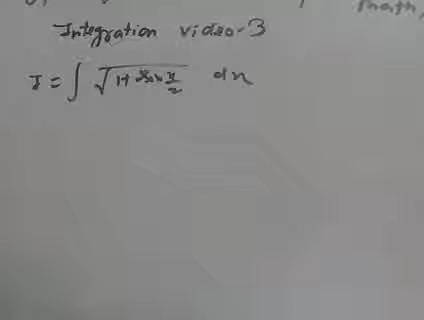 Integration video-3
I = ∫ √(1+ sin x/2) dx